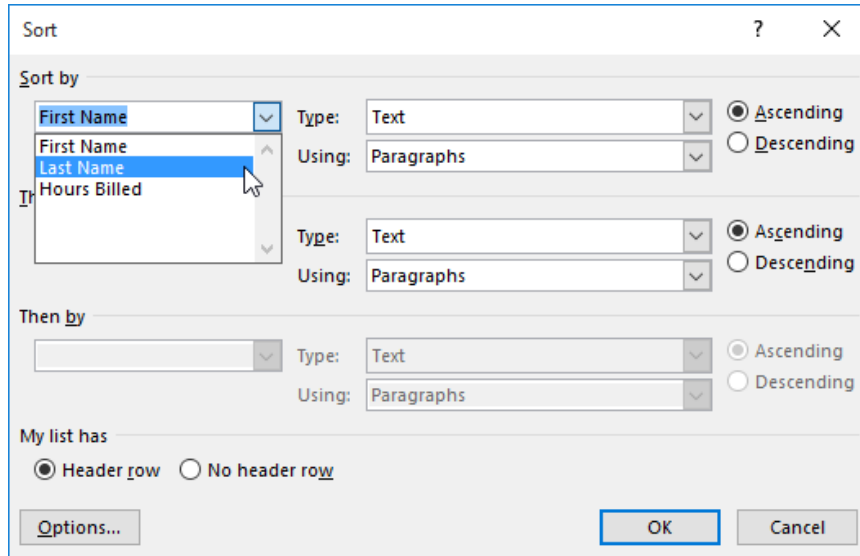 Sort ?
Sort by
First Name Type: Text Ascending
First Name
Last Name
Hours Billed
Using: Paragraphs Descending
Th
Type: Text Ascending
Using: Paragraphs Descending
Then by
Type: Text Ascending
Using: Paragraphs Descending
My list has
Header row No header row
Options... OK Cancel